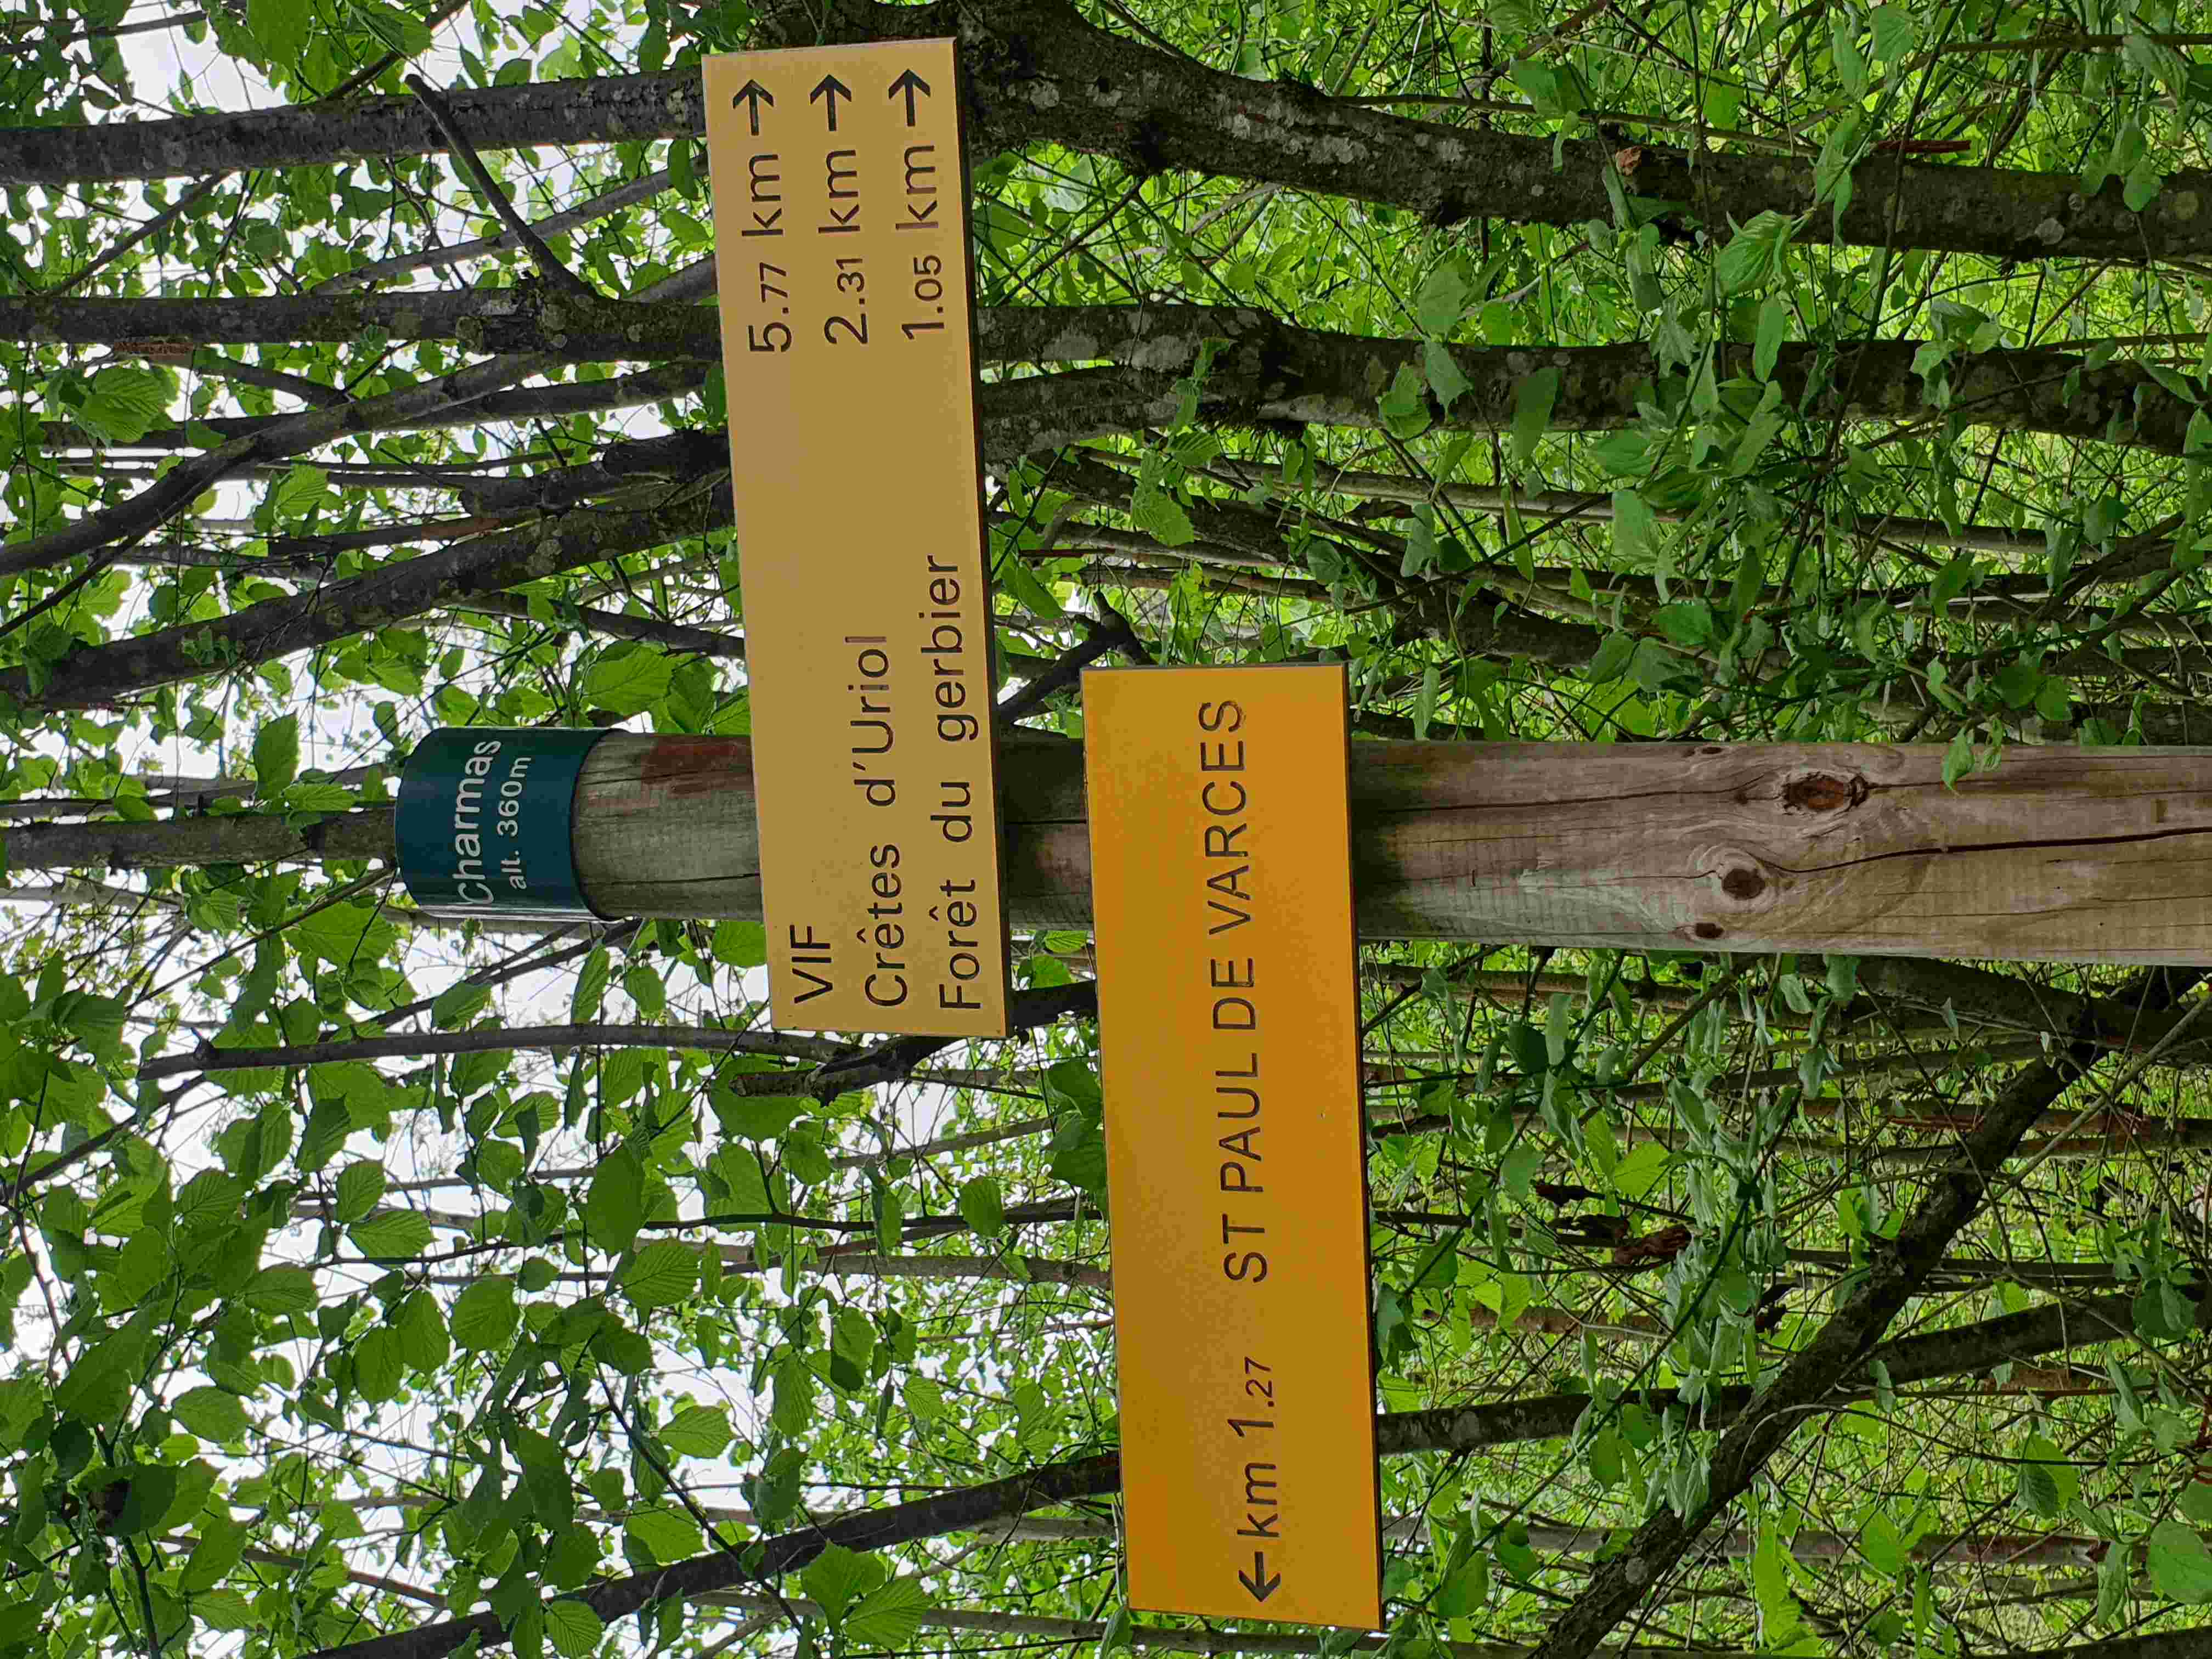 Charmas
alt. 360m
VIF 5.77 km →
Crêtes d'Uriol 2.31 km →
Forêt du gerbier 1.05 km →
← km 1.27 ST PAUL DE VARCES